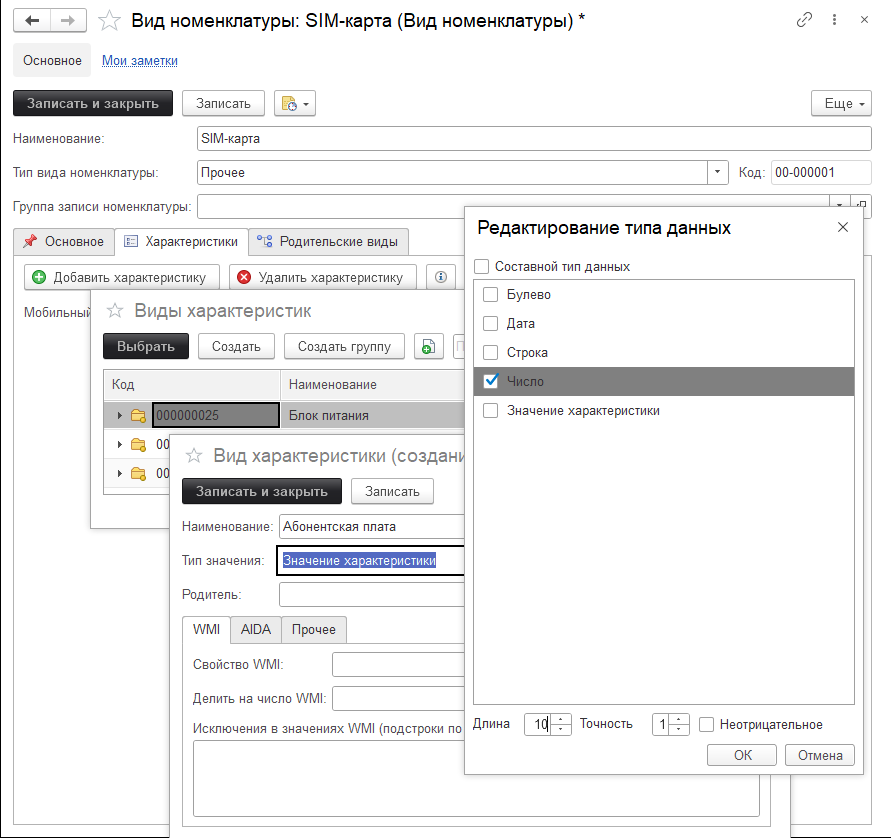 Вид номенклатуры: SIM-карта (Вид номенклатуры) *
Основное Мои заметки
Записать и закрыть Записать Еще
Наименование: SIM-карта
Тип вида номенклатуры: Прочее Код: 00-000001
Группа записи номенклатуры:
Основное Характеристики Родительские виды
Добавить характеристику Удалить характеристику
Мобильный
Виды характеристик
Выбрать Создать Создать группу
Код Наименование
000000025 Блок питания
00
00
Вид характеристики (создани
Записать и закрыть Записать
Наименование: Абонентская плата
Тип значения: Значение характеристики
Родитель:
WMI AIDA Прочее
Свойство WMI:
Делить на число WMI:
Исключения в значениях WMI (подстроки по
Редактирование типа данных
Составной тип данных
Булево
Дата
Строка
Число
Значение характеристики
Длина 10 Точность 1 Неотрицательное
ОК Отмена